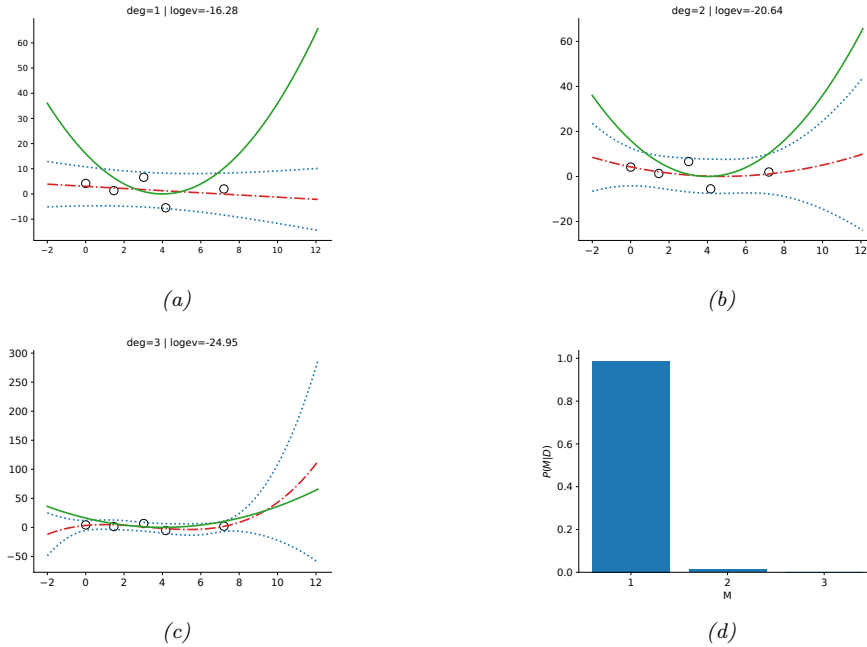 deg=1 | logev=-16.28
60
50
40
30
20
10
0
−10
−2 0 2 4 6 8 10 12
(a)
deg=2 | logev=-20.64
60
40
20
0
−20
−2 0 2 4 6 8 10 12
(b)
deg=3 | logev=-24.95
300
250
200
150
100
50
0
−50
−2 0 2 4 6 8 10 12
(c)
1.0
0.8
0.6
0.4
0.2
0.0
P(M|D)
1 2 3
M
(d)